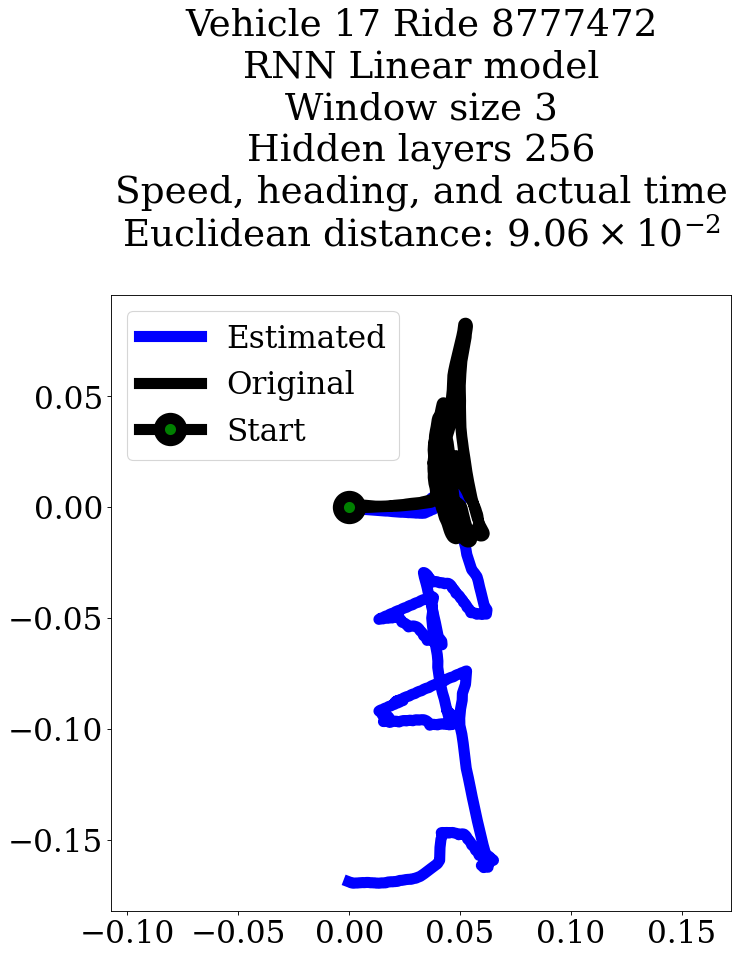 Vehicle 17 Ride 8777472
RNN Linear model
Window size 3
Hidden layers 256
Speed, heading, and actual time
Euclidean distance: 9.06 × 10⁻²
Estimated
Original
Start
0.05
0.00
−0.05
−0.10
−0.15
−0.10 −0.05 0.00 0.05 0.10 0.15